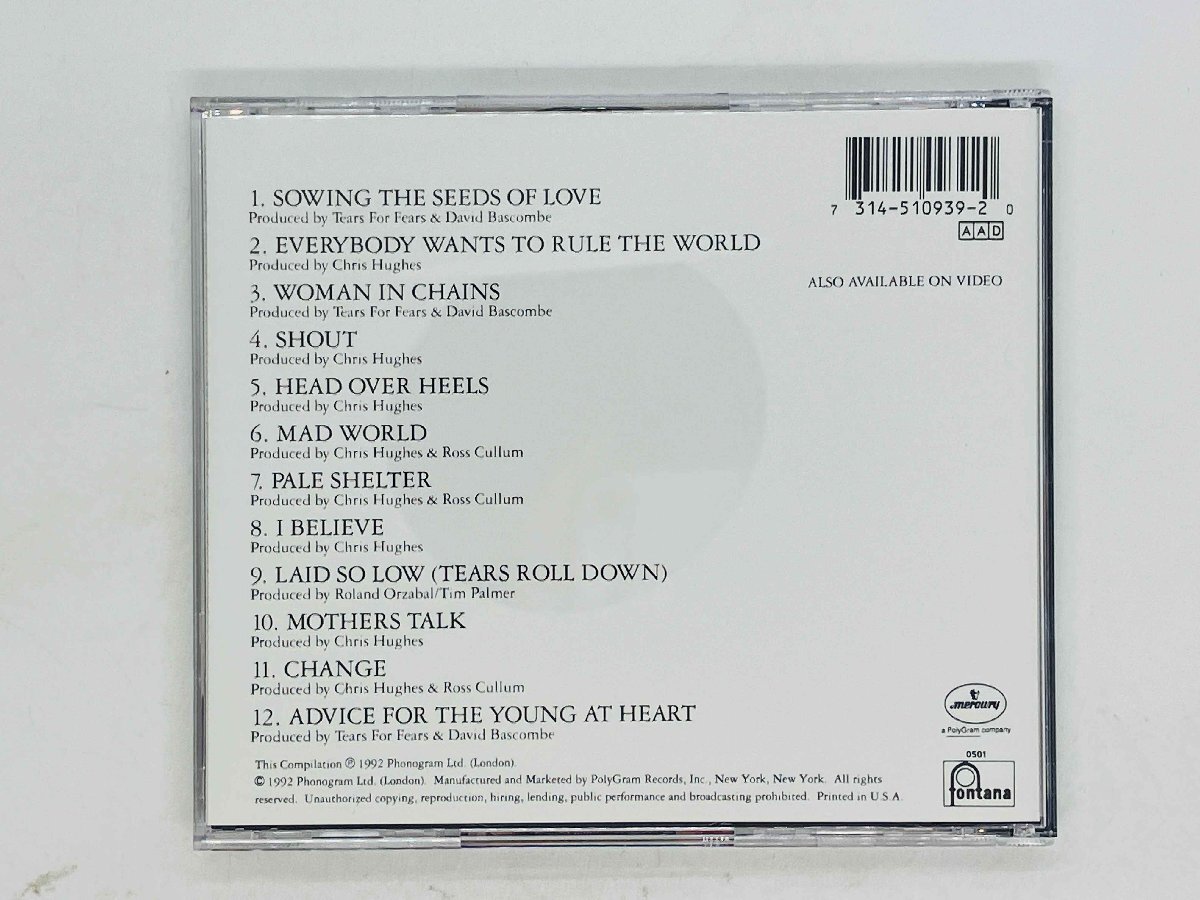 1. SOWING THE SEEDS OF LOVE
Produced by Tears For Fears & David Bascombe
2. EVERYBODY WANTS TO RULE THE WORLD
Produced by Chris Hughes
3. WOMAN IN CHAINS
Produced by Tears For Fears & David Bascombe
4. SHOUT
Produced by Chris Hughes
5. HEAD OVER HEELS
Produced by Chris Hughes
6. MAD WORLD
Produced by Chris Hughes & Ross Cullum
7. PALE SHELTER
Produced by Chris Hughes & Ross Cullum
8. I BELIEVE
Produced by Chris Hughes
9. LAID SO LOW (TEARS ROLL DOWN)
Produced by Roland Orzabal/Tim Palmer
10. MOTHERS TALK
Produced by Chris Hughes
11. CHANGE
Produced by Chris Hughes & Ross Cullum
12. ADVICE FOR THE YOUNG AT HEART
Produced by Tears For Fears & David Bascombe
This Compilation ℗ 1992 Phonogram Ltd. (London).
© 1992 Phonogram Ltd. (London). Manufactured and Marketed by PolyGram Records, Inc., New York, New York. All rights
reserved. Unauthorized copying, reproduction, hiring, lending, public performance and broadcasting prohibited. Printed in U.S.A.
7 314-510939-2 0
AAD
ALSO AVAILABLE ON VIDEO
mercury
a PolyGram company
0501
fontana